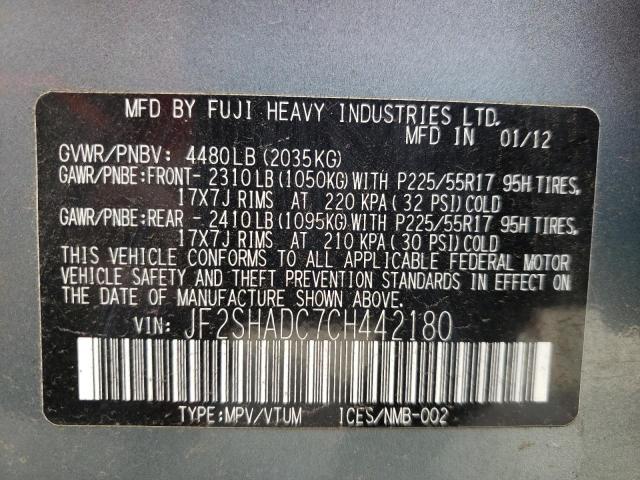 MFD BY FUJI HEAVY INDUSTRIES LTD.
MFD IN 01/12
GVWR/PNBV: 4480LB (2035KG)
GAWR/PNBE:FRONT- 2310LB (1050KG) WITH P225/55R17 95H TIRES,
17X7J RIMS AT 220 KPA ( 32 PSI) COLD
GAWR/PNBE:REAR - 2410LB (1095KG) WITH P225/55R17 95H TIRES,
17X7J RIMS AT 210 KPA ( 30 PSI) COLD
THIS VEHICLE CONFORMS TO ALL APPLICABLE FEDERAL MOTOR
VEHICLE SAFETY AND THEFT PREVENTION STANDARDS IN EFFECT ON
THE DATE OF MANUFACTURE SHOWN ABOVE.
VIN: JF2SHADC7CH442180
TYPE:MPV/VTUM ICES/NMB-002